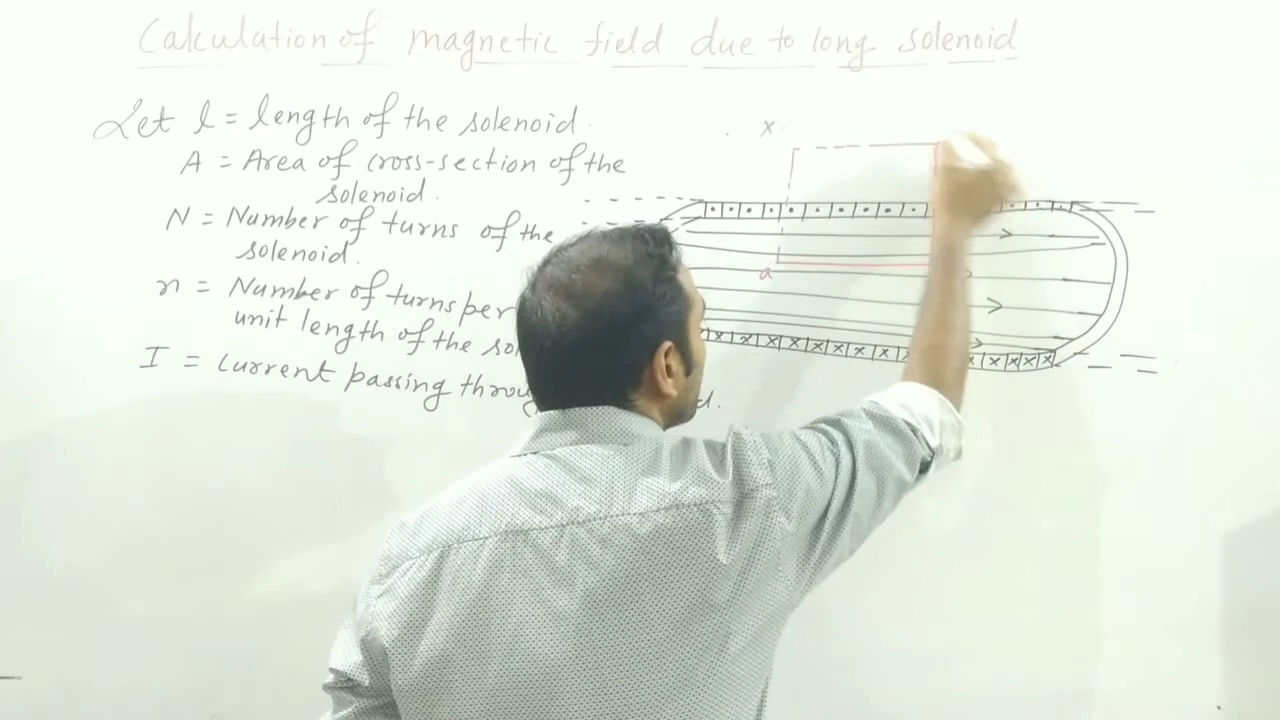 Calculation of magnetic field due to long solenoid
Let l = length of the solenoid.
A = Area of cross-section of the
solenoid.
N = Number of turns of the
solenoid.
n = Number of turns per
unit length of the
I = current passing
d.
x
a